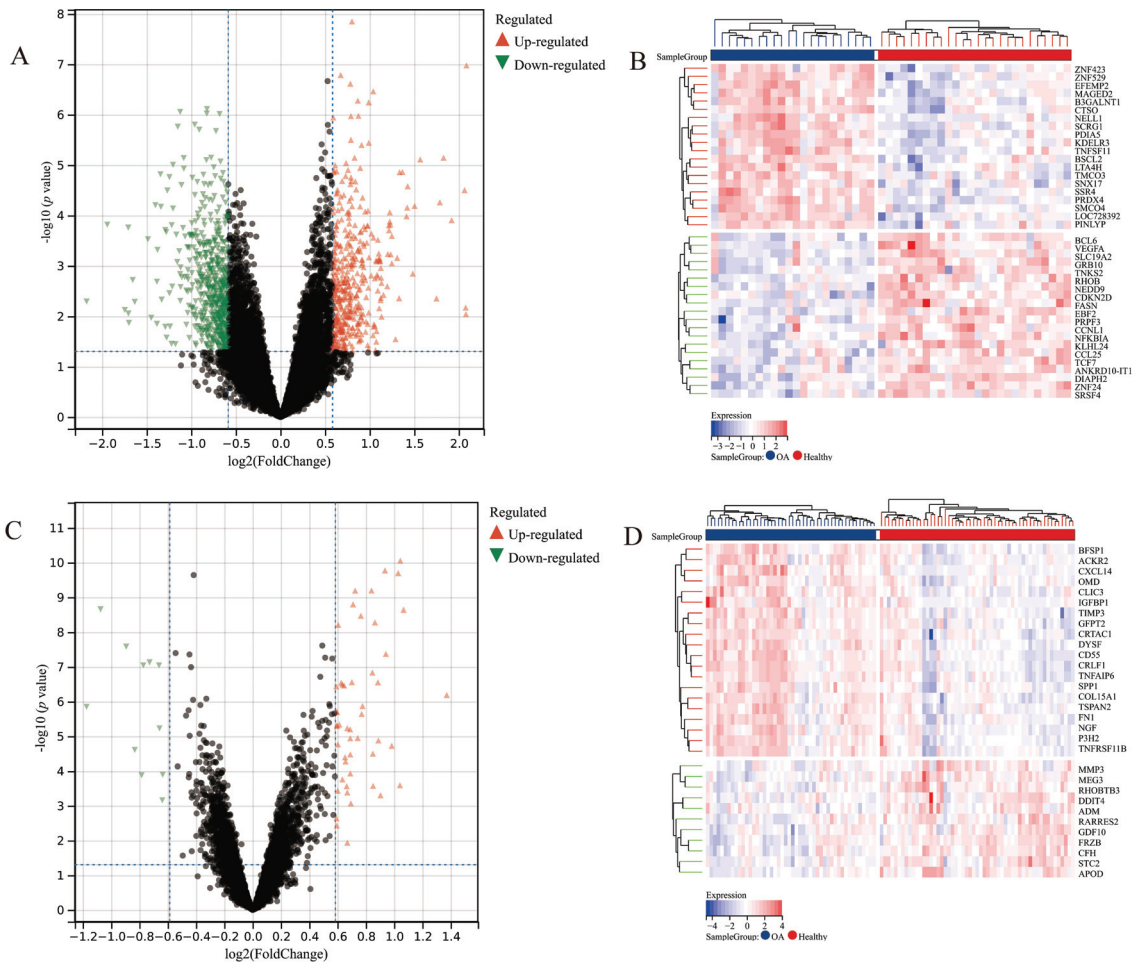 A
-log10 (p value)
8
7
6
5
4
3
2
1
0
-2.0 -1.5 -1.0 -0.5 0.0 0.5 1.0 1.5 2.0
log2(FoldChange)
Regulated
Up-regulated
Down-regulated
B
SampleGroup
ZNF423
ZNF529
EFEMP2
MAGED2
B3GALNT1
CTSO
NELL1
SCRG1
PDIA5
KDELR3
TNFSF11
BSCL2
LTA4H
TMCO3
SNX17
SSR4
PRDX4
SMCO4
LOC728392
PINLYP
BCL6
VEGFA
SLC19A2
GRB10
TNKS2
RHOB
NEDD9
CDKN2D
FASN
EBF2
PRPF3
CCNL1
NFKBIA
KLHL24
CCL25
TCF7
ANKRD10-IT1
DIAPH2
ZNF24
SRSF4
Expression
-3 -2 -1 0 1 2
SampleGroup: OA Healthy
C
-log10 (p value)
11
10
9
8
7
6
5
4
3
2
1
0
-1.2 -1.0 -0.8 -0.6 -0.4 -0.2 0.0 0.2 0.4 0.6 0.8 1.0 1.2 1.4
log2(FoldChange)
Regulated
Up-regulated
Down-regulated
D
SampleGroup
BFSP1
ACKR2
CXCL14
OMD
CLIC3
IGFBP1
TIMP3
GFPT2
CRTAC1
DYSF
CD55
CRLF1
TNFAIP6
SPP1
COL15A1
TSPAN2
FN1
NGF
P3H2
TNFRSF11B
MMP3
MEG3
RHOBTB3
DDIT4
ADM
RARRES2
GDF10
FRZB
CFH
STC2
APOD
Expression
-4 -2 0 2 4
SampleGroup: OA Healthy